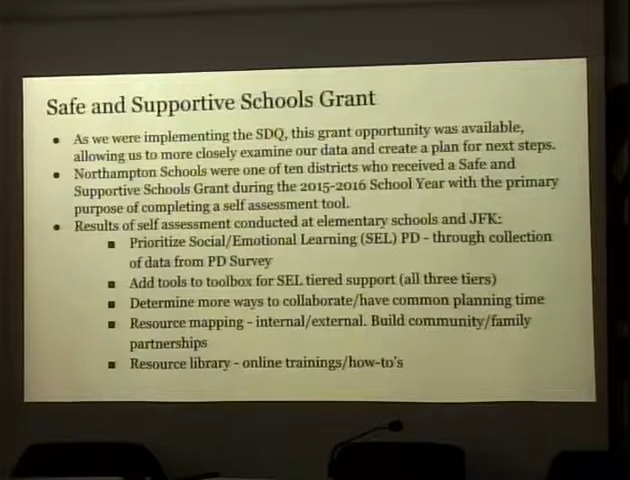 Safe and Supportive Schools Grant
• As we were implementing the SDQ, this grant opportunity was available,
allowing us to more closely examine our data and create a plan for next steps.
• Northampton Schools were one of ten districts who received a Safe and
Supportive Schools Grant during the 2015-2016 School Year with the primary
purpose of completing a self assessment tool.
• Results of self assessment conducted at elementary schools and JFK:
■ Prioritize Social/Emotional Learning (SEL) PD - through collection
of data from PD Survey
■ Add tools to toolbox for SEL tiered support (all three tiers)
■ Determine more ways to collaborate/have common planning time
■ Resource mapping - internal/external. Build community/family
partnerships
■ Resource library - online trainings/how-to's